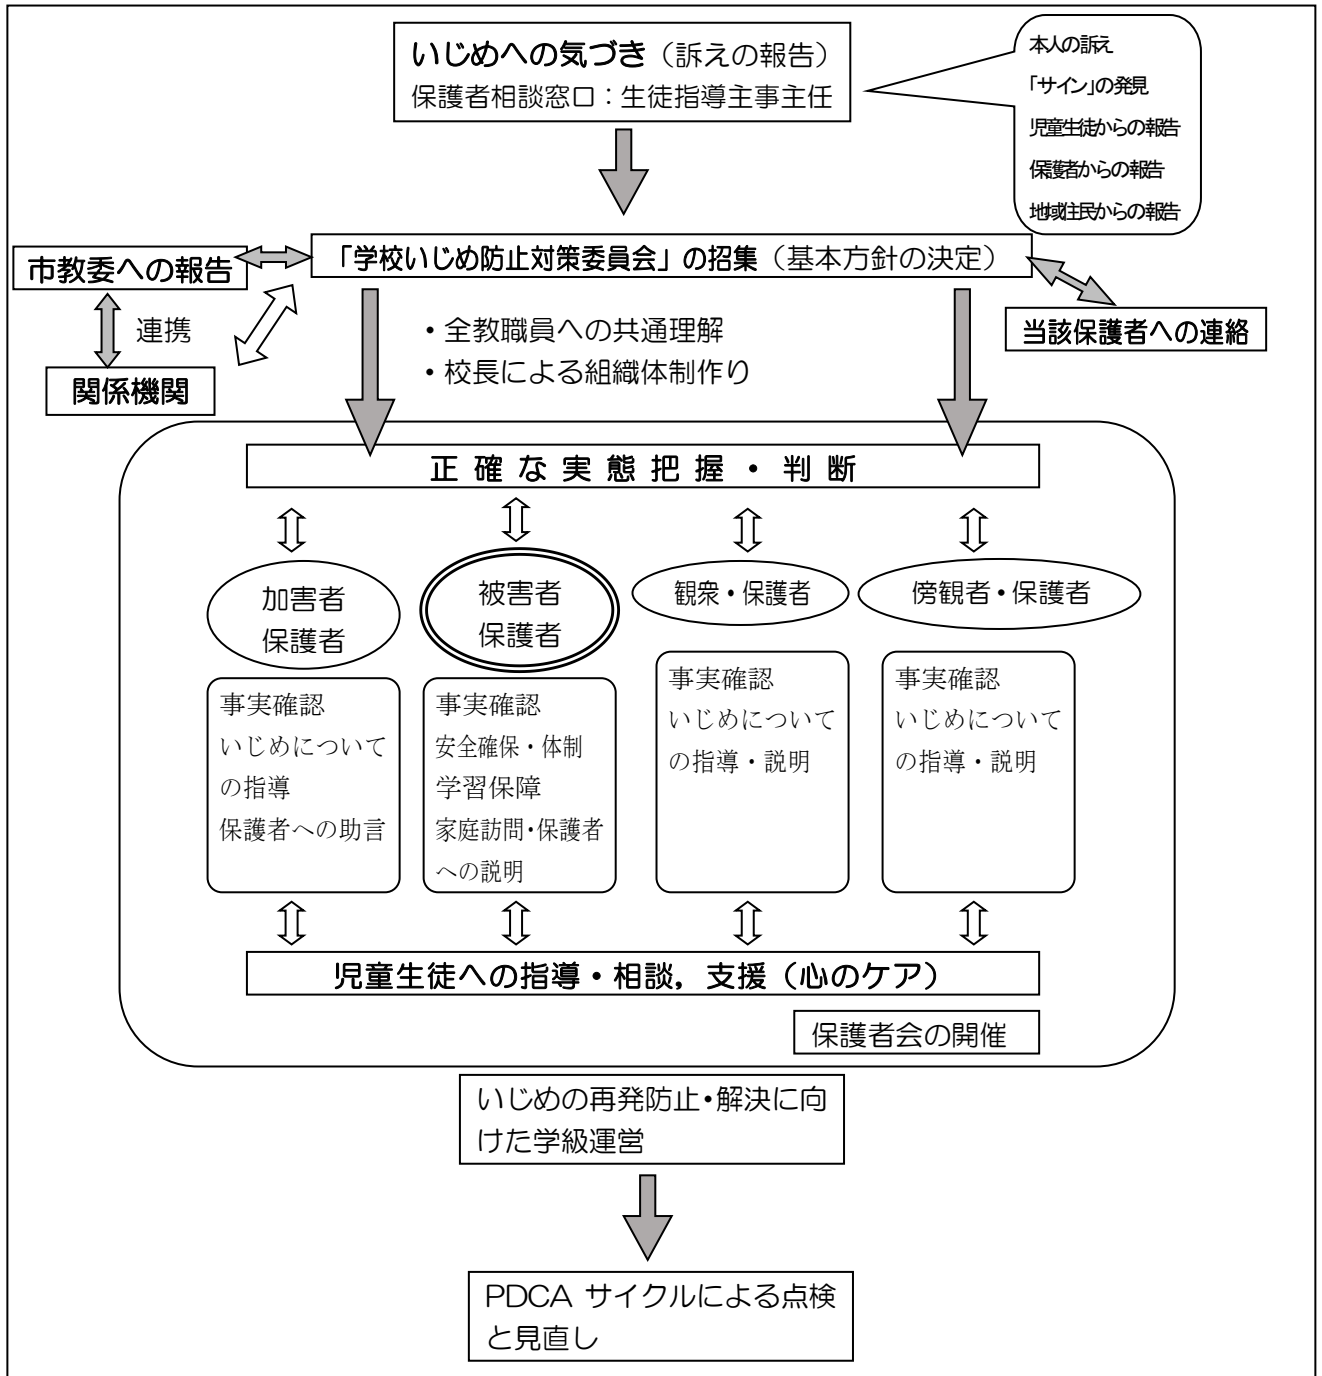 いじめへの気づき（訴えの報告）
保護者相談窓口：生徒指導主事主任
本人の訴え
「サイン」の発見
児童生徒からの報告
保護者からの報告
地域住民からの報告
「学校いじめ防止対策委員会」の招集（基本方針の決定）
市教委への報告
連携
関係機関
当該保護者への連絡
・全教職員への共通理解
・校長による組織体制作り
正確な実態把握・判断
加害者
保護者
被害者
保護者
観衆・保護者
傍観者・保護者
事実確認
いじめについて
の指導
保護者への助言
事実確認
安全確保・体制
学習保障
家庭訪問・保護者
への説明
事実確認
いじめについて
の指導・説明
事実確認
いじめについて
の指導・説明
児童生徒への指導・相談，支援（心のケア）
保護者会の開催
いじめの再発防止・解決に向
けた学級運営
PDCA サイクルによる点検
と見直し